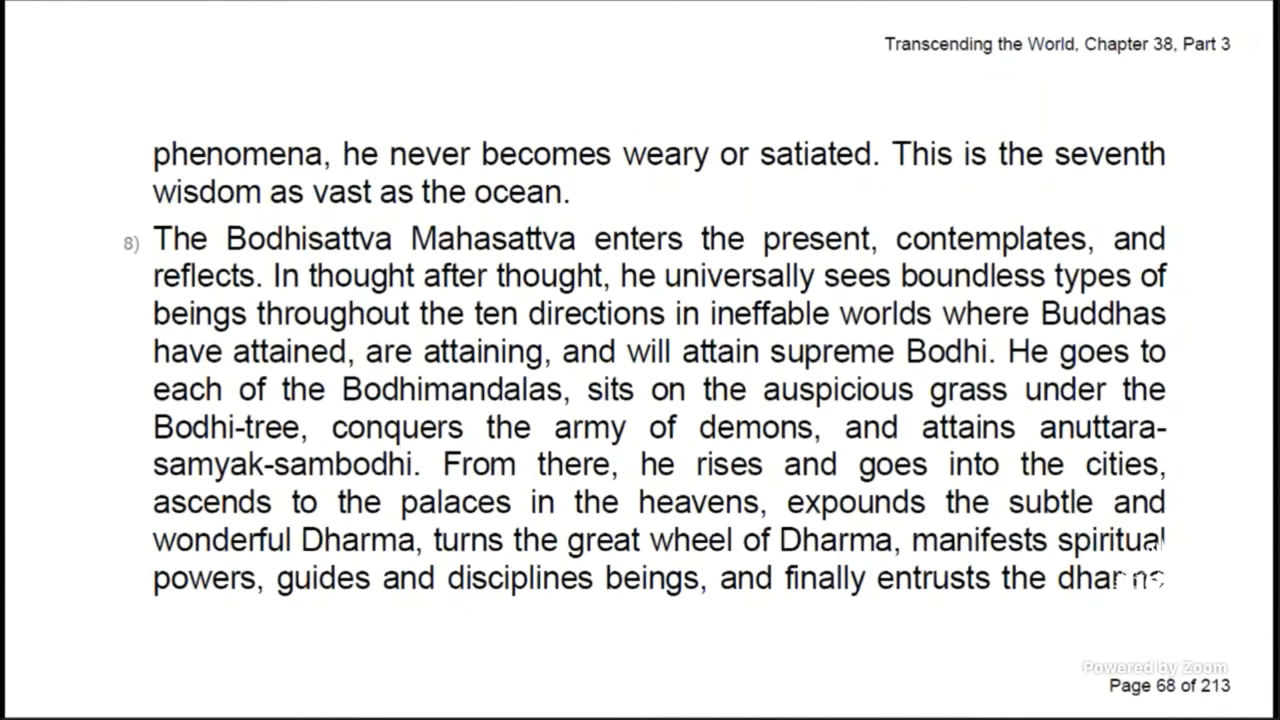 Transcending the World, Chapter 38, Part 3
phenomena, he never becomes weary or satiated. This is the seventh
wisdom as vast as the ocean.
8) The Bodhisattva Mahasattva enters the present, contemplates, and
reflects. In thought after thought, he universally sees boundless types of
beings throughout the ten directions in ineffable worlds where Buddhas
have attained, are attaining, and will attain supreme Bodhi. He goes to
each of the Bodhimandalas, sits on the auspicious grass under the
Bodhi-tree, conquers the army of demons, and attains anuttara-
samyak-sambodhi. From there, he rises and goes into the cities,
ascends to the palaces in the heavens, expounds the subtle and
wonderful Dharma, turns the great wheel of Dharma, manifests spiritual
powers, guides and disciplines beings, and finally entrusts the
Powered by Zoom
Page 68 of 213